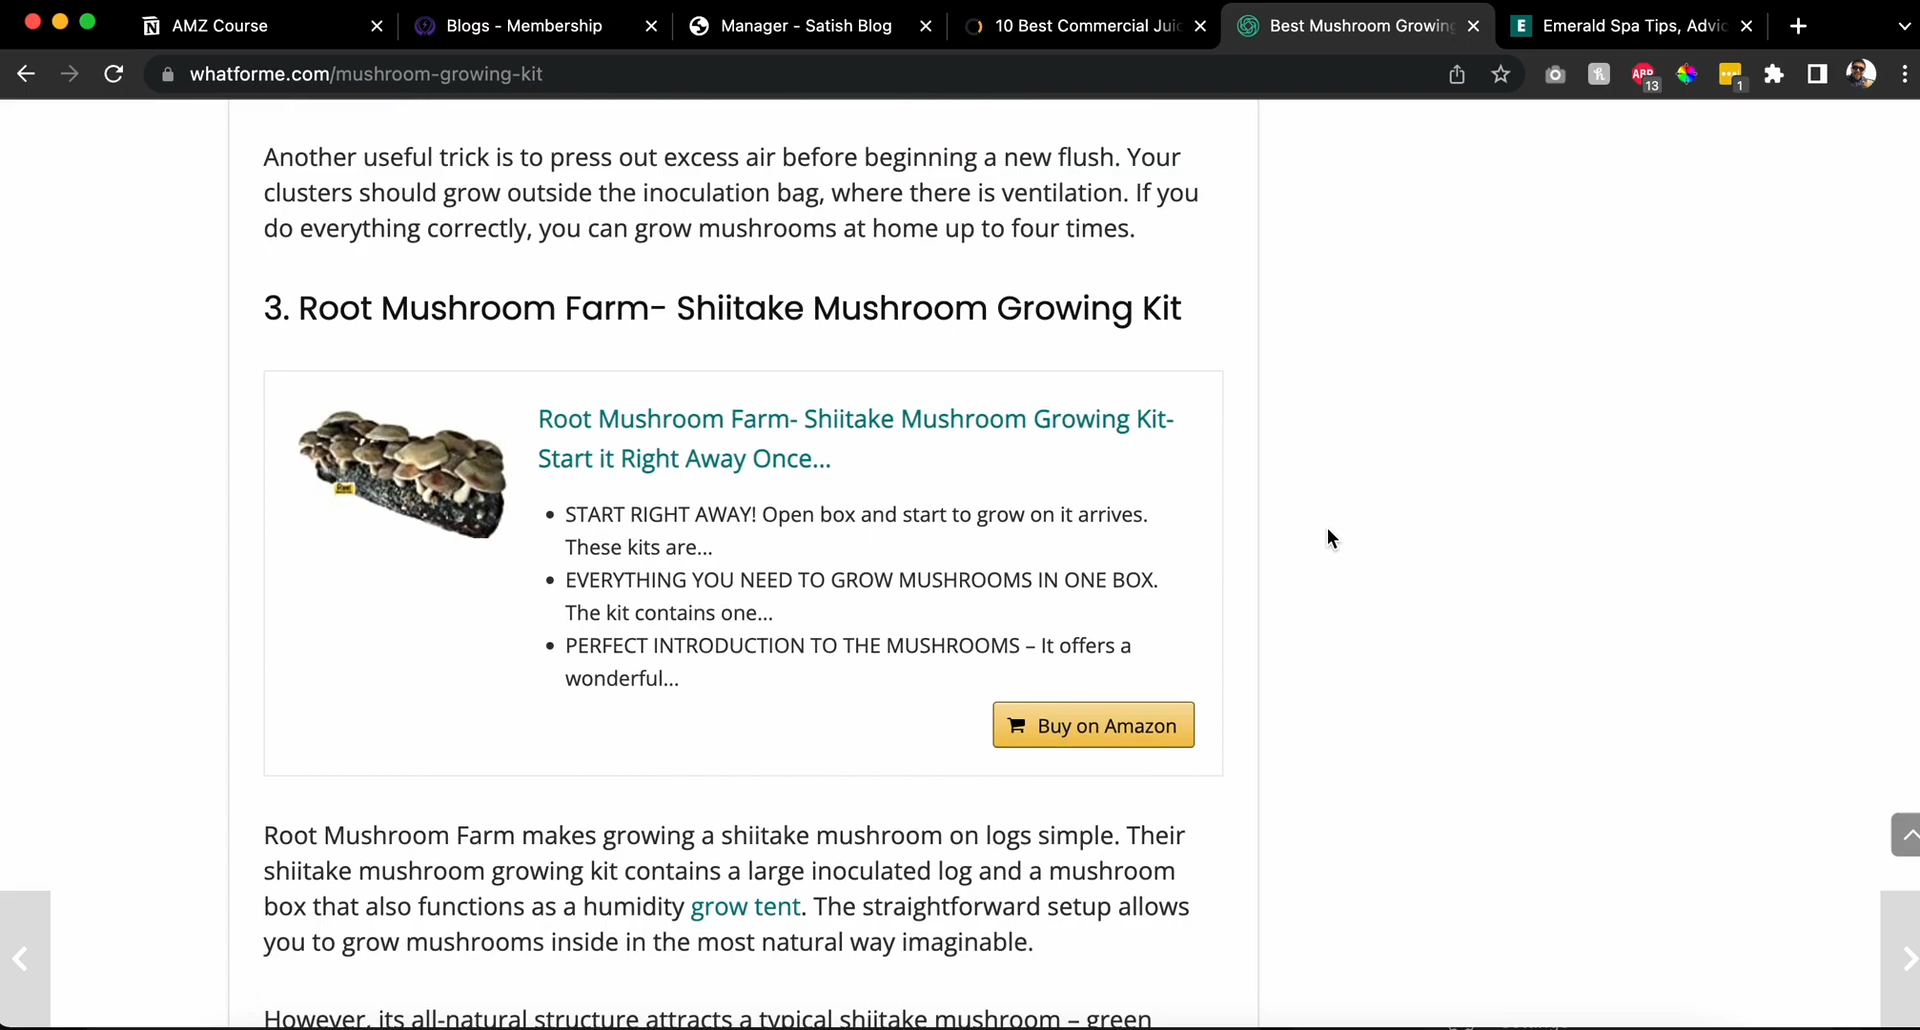 AMZ Course
Blogs - Membership
Manager - Satish Blog
10 Best Commercial Jui
Best Mushroom Growing
Emerald Spa Tips, Advic
whatforme.com/mushroom-growing-kit
ABP
13
1
Another useful trick is to press out excess air before beginning a new flush. Your
clusters should grow outside the inoculation bag, where there is ventilation. If you
do everything correctly, you can grow mushrooms at home up to four times.
3. Root Mushroom Farm- Shiitake Mushroom Growing Kit
Root Mushroom Farm- Shiitake Mushroom Growing Kit-
Start it Right Away Once...
Root
• START RIGHT AWAY! Open box and start to grow on it arrives.
These kits are...
• EVERYTHING YOU NEED TO GROW MUSHROOMS IN ONE BOX.
The kit contains one...
• PERFECT INTRODUCTION TO THE MUSHROOMS – It offers a
wonderful...
Buy on Amazon
Root Mushroom Farm makes growing a shiitake mushroom on logs simple. Their
shiitake mushroom growing kit contains a large inoculated log and a mushroom
box that also functions as a humidity grow tent. The straightforward setup allows
you to grow mushrooms inside in the most natural way imaginable.
However, its all-natural structure attracts a typical shiitake mushroom – green